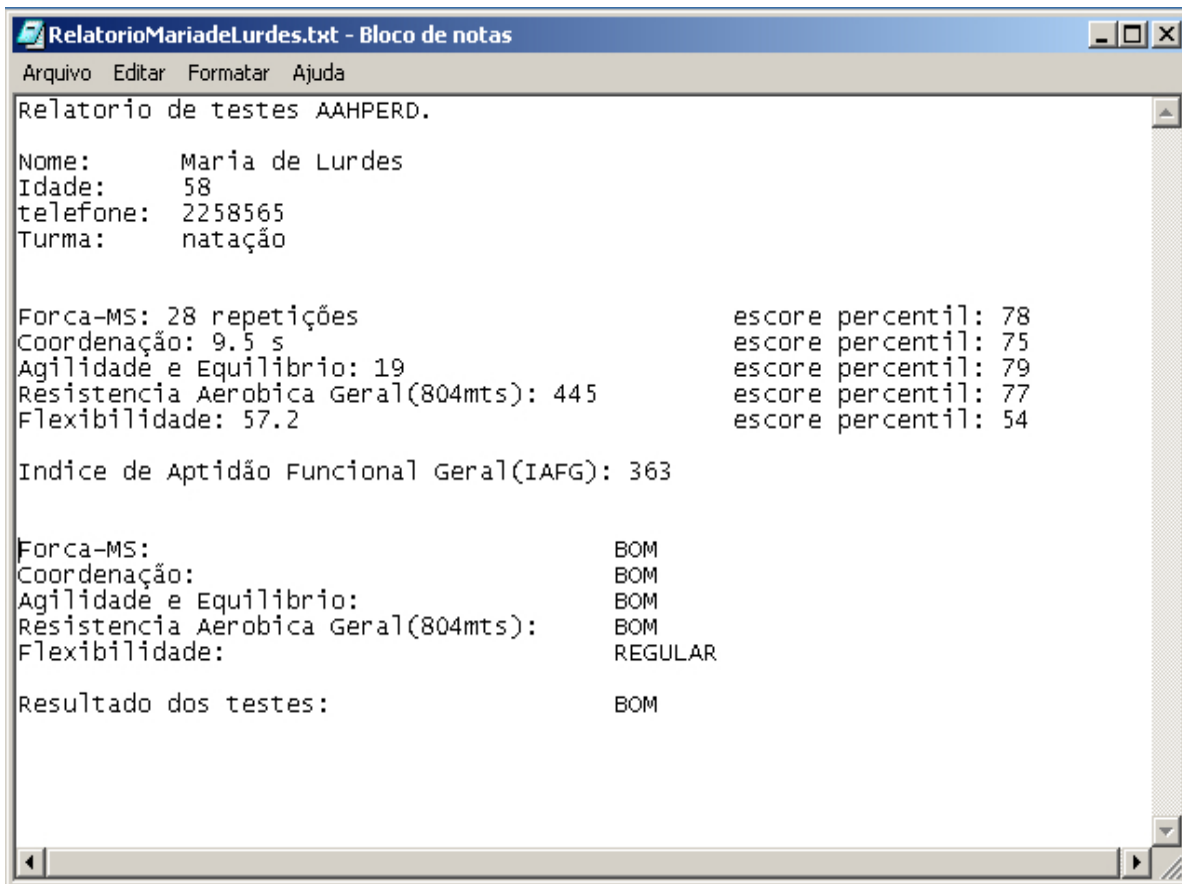 RelatorioMariadeLurdes.txt - Bloco de notas
Arquivo Editar Formatar Ajuda
Relatorio de testes AAHPERD.
Nome: Maria de Lurdes
Idade: 58
telefone: 2258565
Turma: natação
Forca-MS: 28 repetições escore percentil: 78
Coordenação: 9.5 s escore percentil: 75
Agilidade e Equilibrio: 19 escore percentil: 79
Resistencia Aerobica Geral(804mts): 445 escore percentil: 77
Flexibilidade: 57.2 escore percentil: 54
Indice de Aptidão Funcional Geral(IAFG): 363
Forca-MS: BOM
Coordenação: BOM
Agilidade e Equilibrio: BOM
Resistencia Aerobica Geral(804mts): BOM
Flexibilidade: REGULAR
Resultado dos testes: BOM